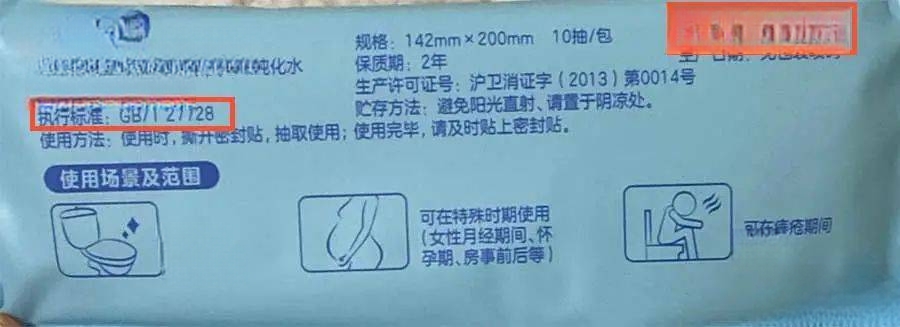 规格：142mm×200mm 10抽/包
保质期：2年
纯化水
生产许可证号：沪卫消证字（2013）第0014号
贮存方法：避免阳光直射、请置于阴凉处。
执行标准：GB/T 27728
使用方法：使用时，撕开密封贴，抽取使用；使用完毕，请及时贴上密封贴。
使用场景及范围
可在特殊时期使用
（女性月经期间、怀
孕期、房事前后等）
可在痔疮期间